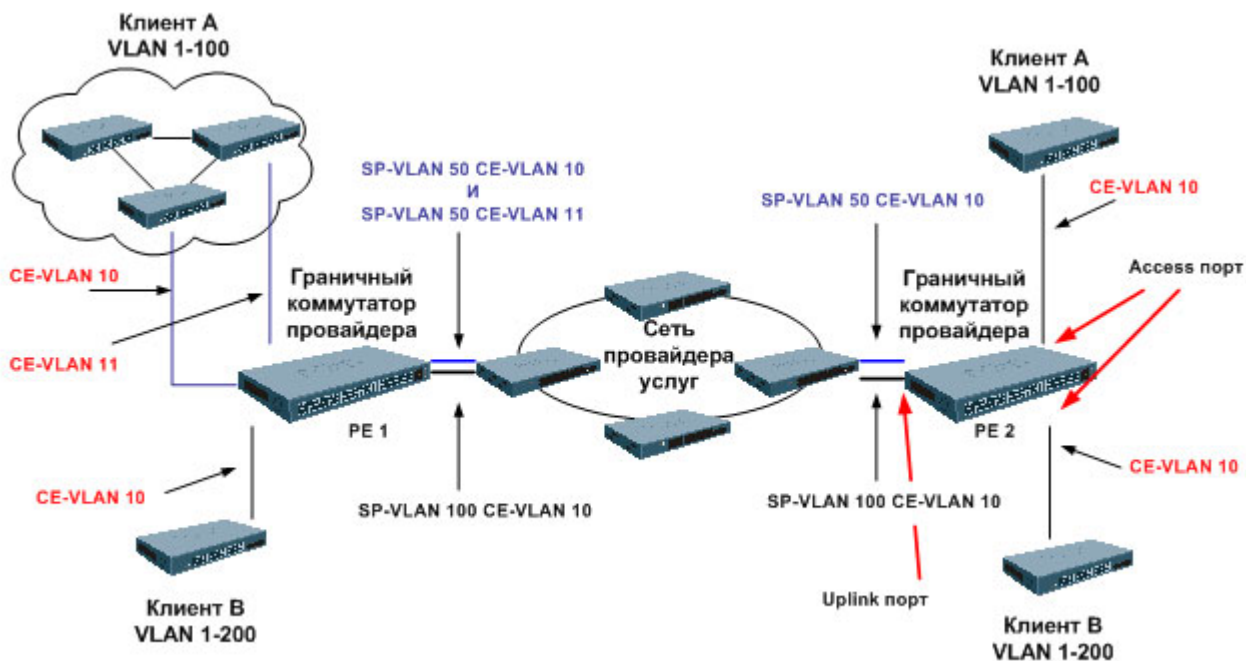 Клиент А
VLAN 1-100
Клиент А
VLAN 1-100
SP-VLAN 50 CE-VLAN 10
И
SP-VLAN 50 CE-VLAN 11
SP-VLAN 50 CE-VLAN 10
CE-VLAN 10
CE-VLAN 10
Access порт
Граничный
коммутатор
провайдера
Граничный
коммутатор
провайдера
Сеть
провайдера
услуг
CE-VLAN 11
PE 1
PE 2
CE-VLAN 10
CE-VLAN 10
SP-VLAN 100 CE-VLAN 10
SP-VLAN 100 CE-VLAN 10
Uplink порт
Клиент В
VLAN 1-200
Клиент В
VLAN 1-200